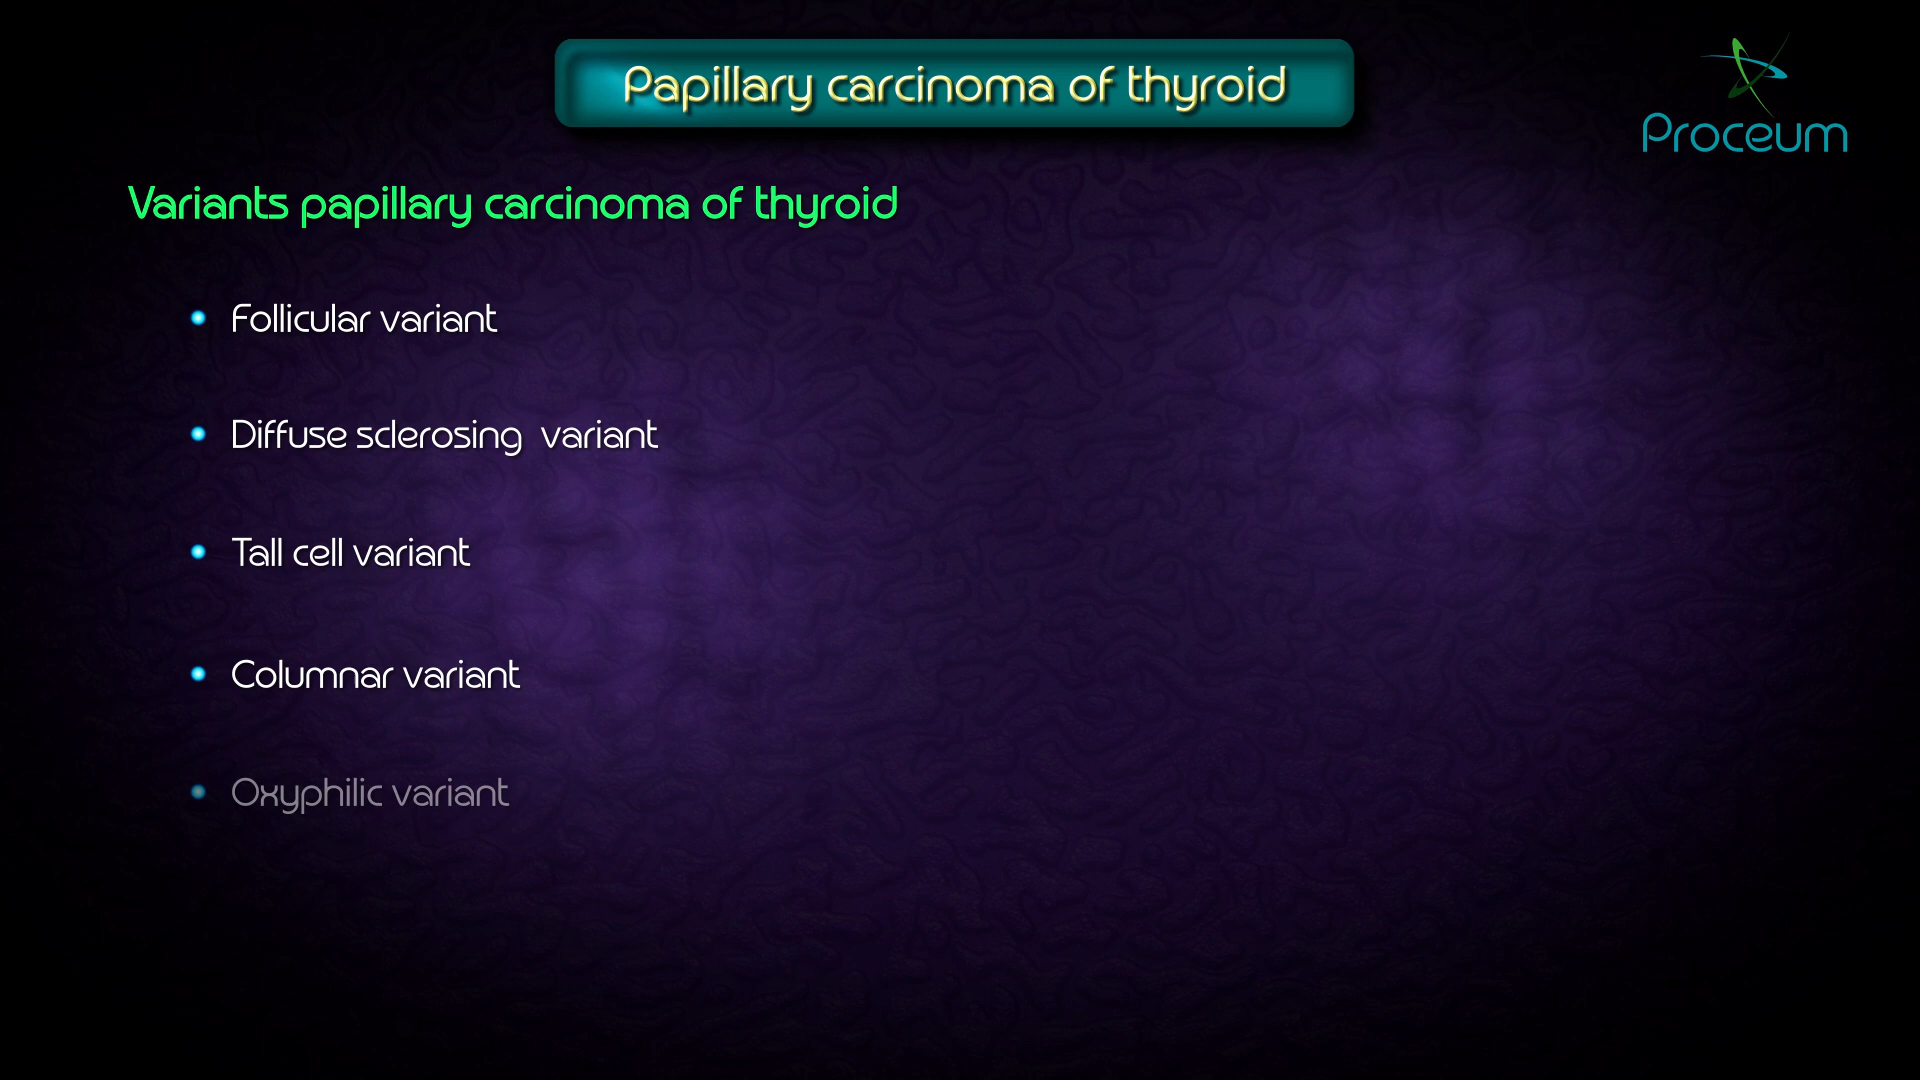 Papillary carcinoma of thyroid
Proceum
Variants papillary carcinoma of thyroid
Follicular variant
Diffuse sclerosing  variant
Tall cell variant
Columnar variant
Oxyphilic variant